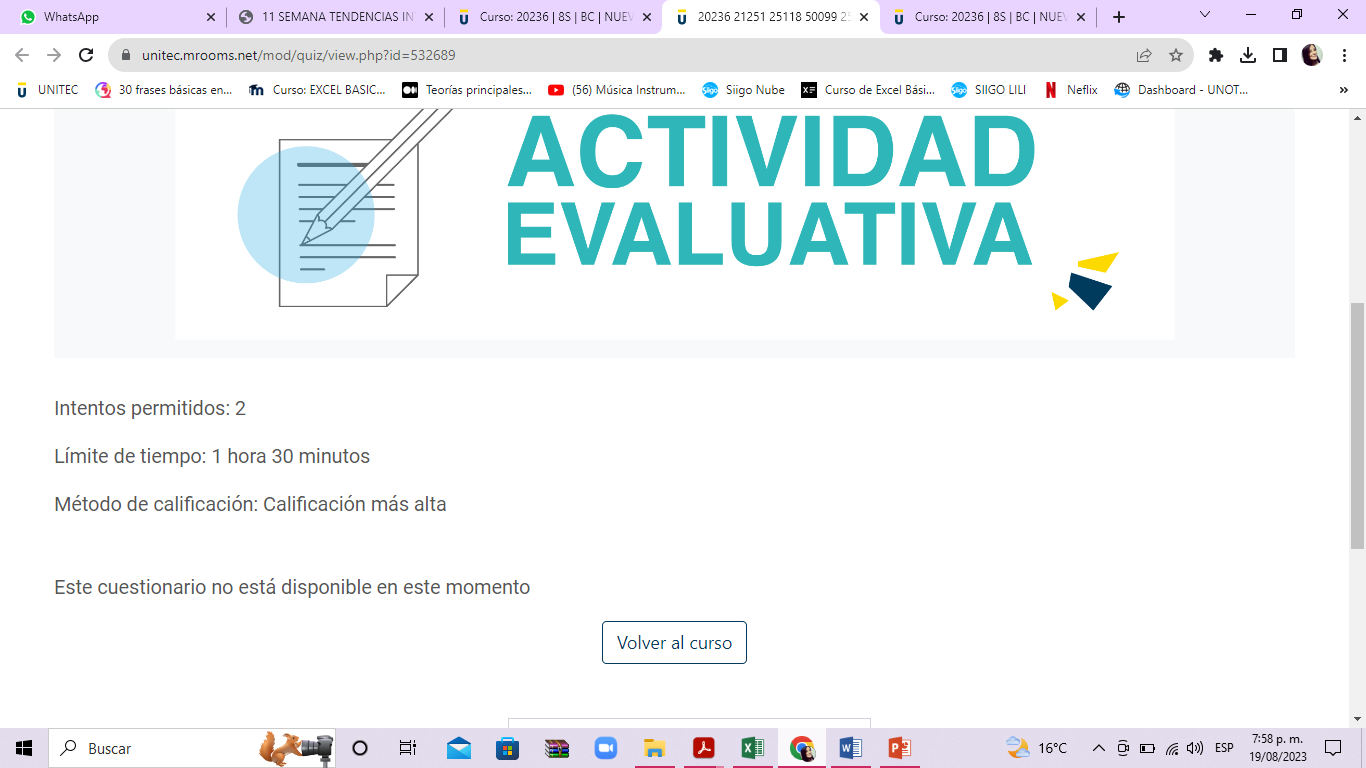 WhatsApp
11 SEMANA TENDENCIAS IN
Curso: 20236 | 8S | BC | NUEV
20236 21251 25118 50099 25
Curso: 20236 | 8S | BC | NUEV
unitec.mrooms.net/mod/quiz/view.php?id=532689
UNITEC
30 frases básicas en...
Curso: EXCEL BASIC...
Teorías principales...
(56) Música Instrum...
Siigo Nube
Curso de Excel Bási...
SIIGO LILI
Neflix
Dashboard - UNOT...
ACTIVIDAD
EVALUATIVA
Intentos permitidos: 2
Límite de tiempo: 1 hora 30 minutos
Método de calificación: Calificación más alta
Este cuestionario no está disponible en este momento
Volver al curso
Buscar
16°C
ESP
7:58 p. m.
19/08/2023